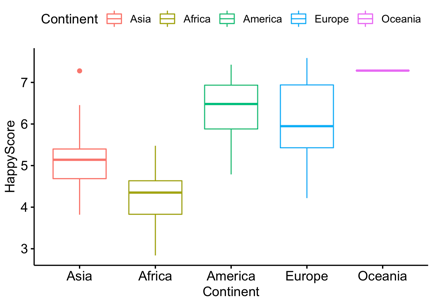 Continent Asia Africa America Europe Oceania
HappyScore
7
6
5
4
3
Asia Africa America Europe Oceania
Continent